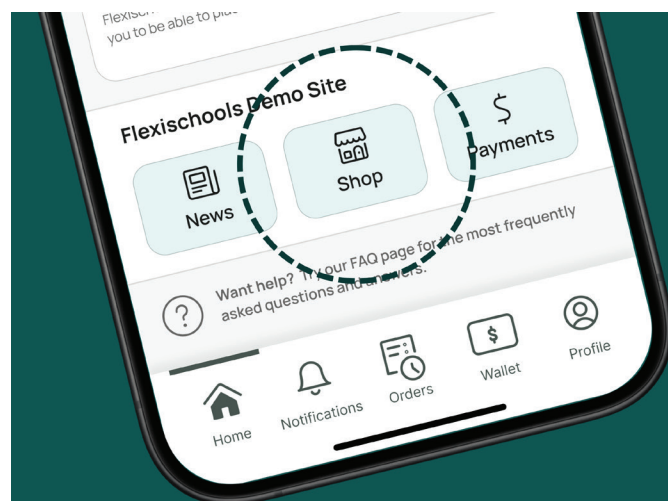 you to be able to
Flexischools Demo Site
News
Shop
Payments
Want help? Try our FAQ page for the most frequently
asked questions and answers.
Home
Notifications
Orders
Wallet
Profile